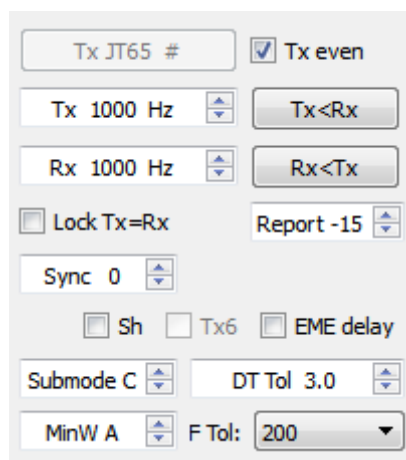 Tx JT65 # Tx even
Tx 1000 Hz Tx<Rx
Rx 1000 Hz Rx<Tx
Lock Tx=Rx Report -15
Sync 0
Sh Tx6 EME delay
Submode C DT Tol 3.0
MinW A F Tol: 200